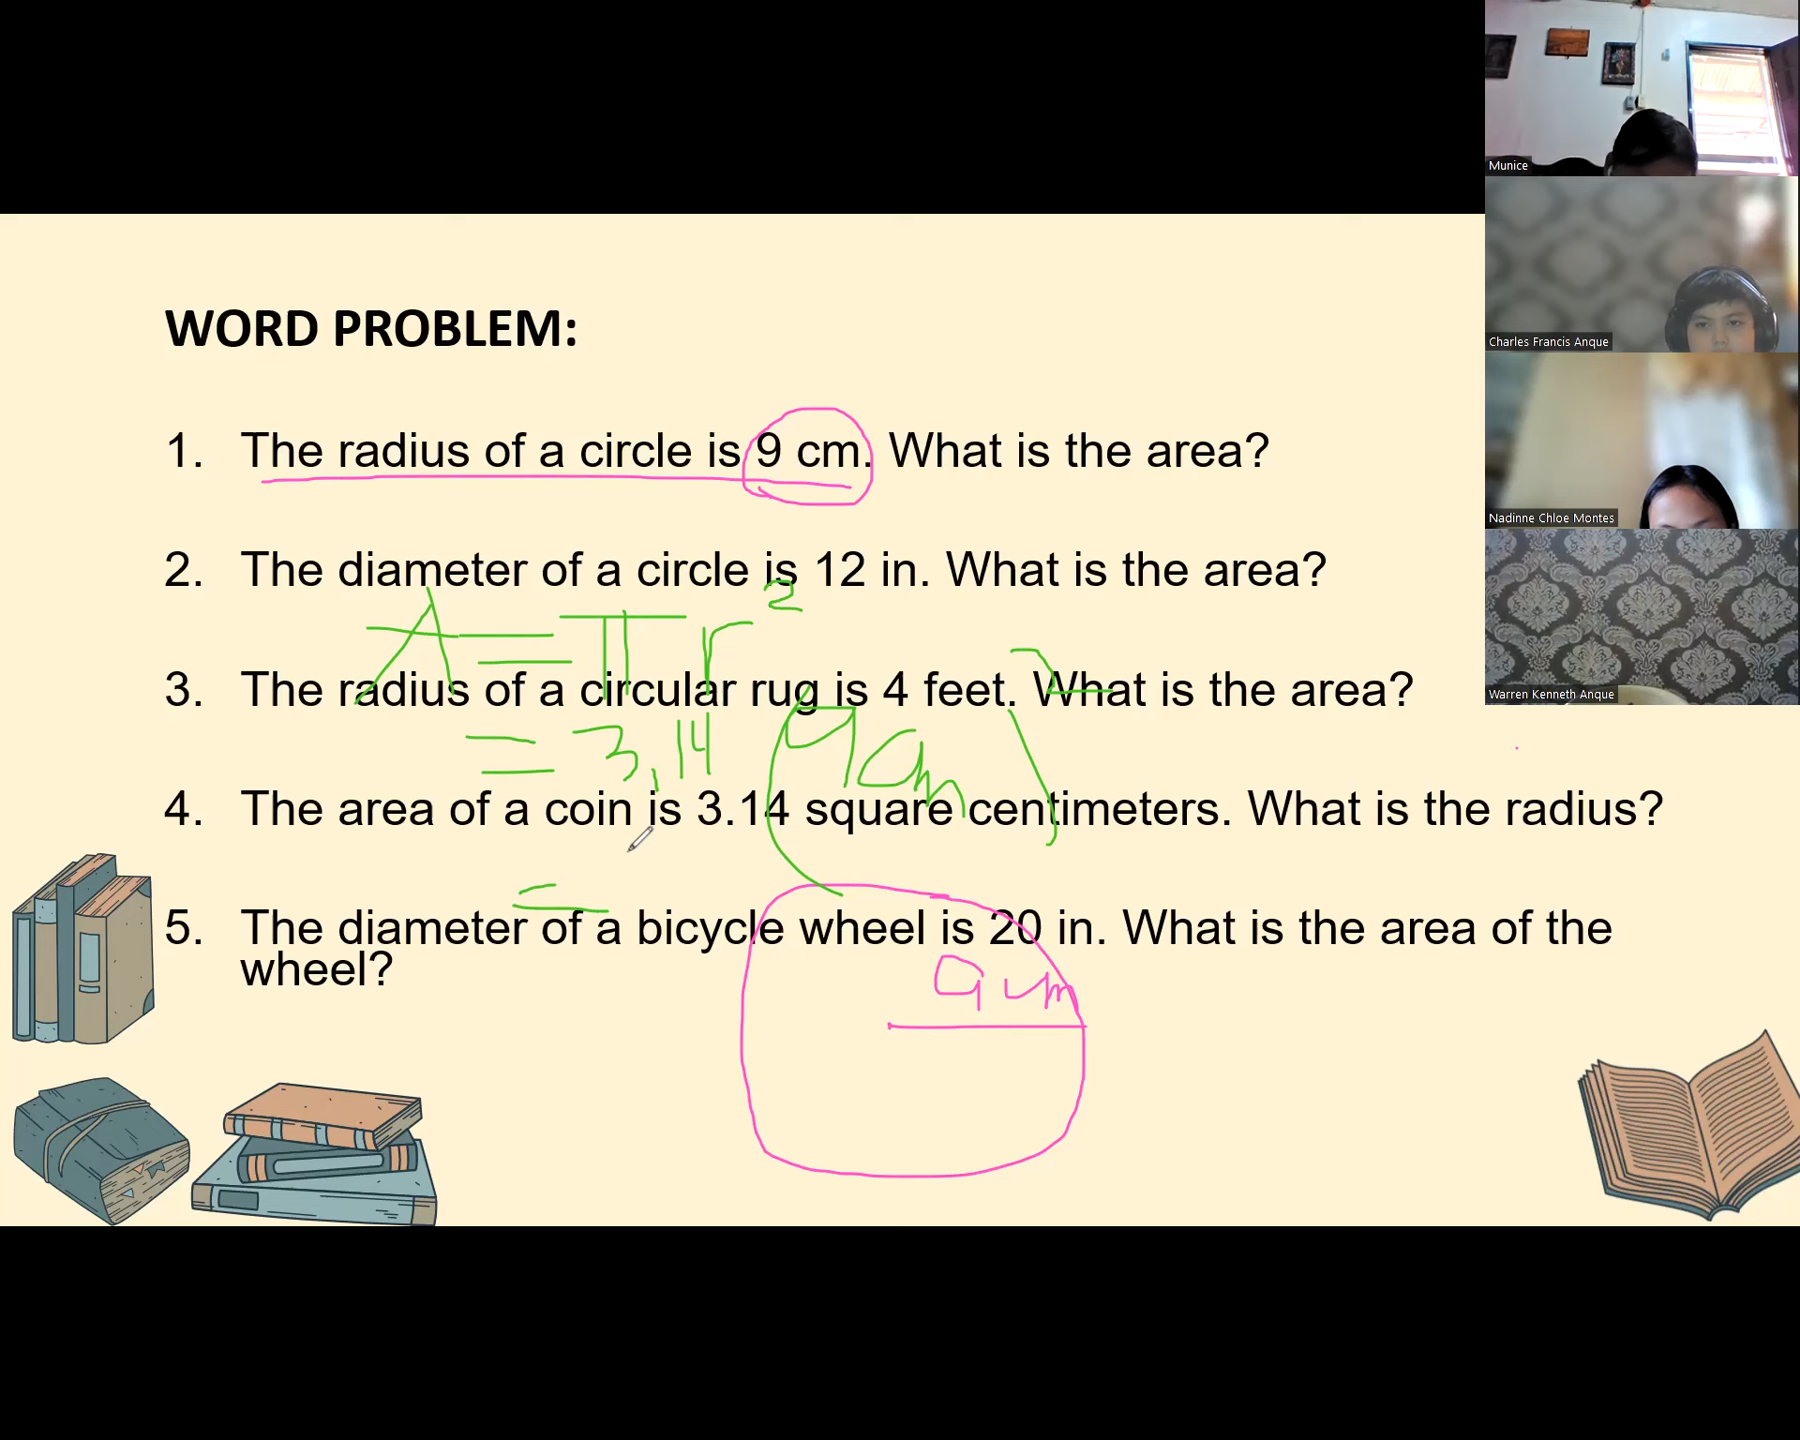 WORD PROBLEM:
1. The radius of a circle is 9 cm. What is the area?
2. The diameter of a circle is 12 in. What is the area?
A = π r²
3. The radius of a circular rug is 4 feet. What is the area?
= 3.14 (9cm)²
4. The area of a coin is 3.14 square centimeters. What is the radius?
=
5. The diameter of a bicycle wheel is 20 in. What is the area of the
wheel?
9 cm
Munice
Charles Francis Anque
Nadinne Chloe Montes
Warren Kenneth Anque